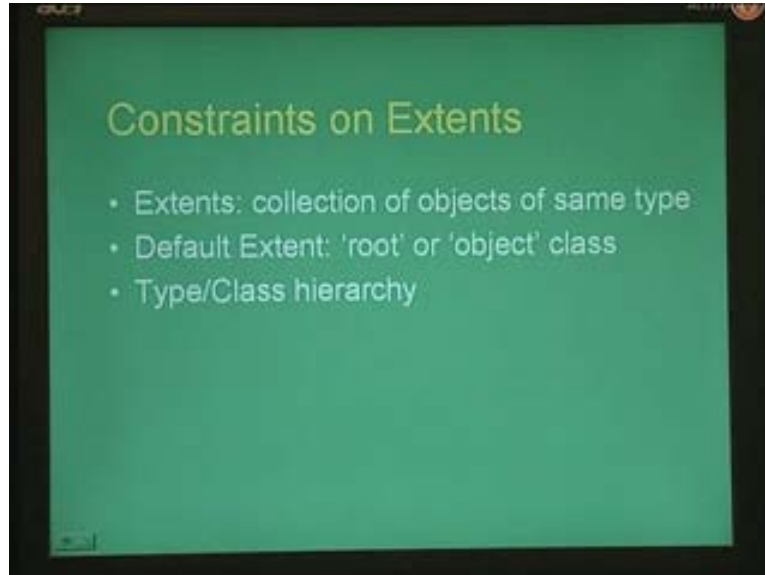 acer
Constraints on Extents
• Extents: collection of objects of same type
• Default Extent: 'root' or 'object' class
• Type/Class hierarchy